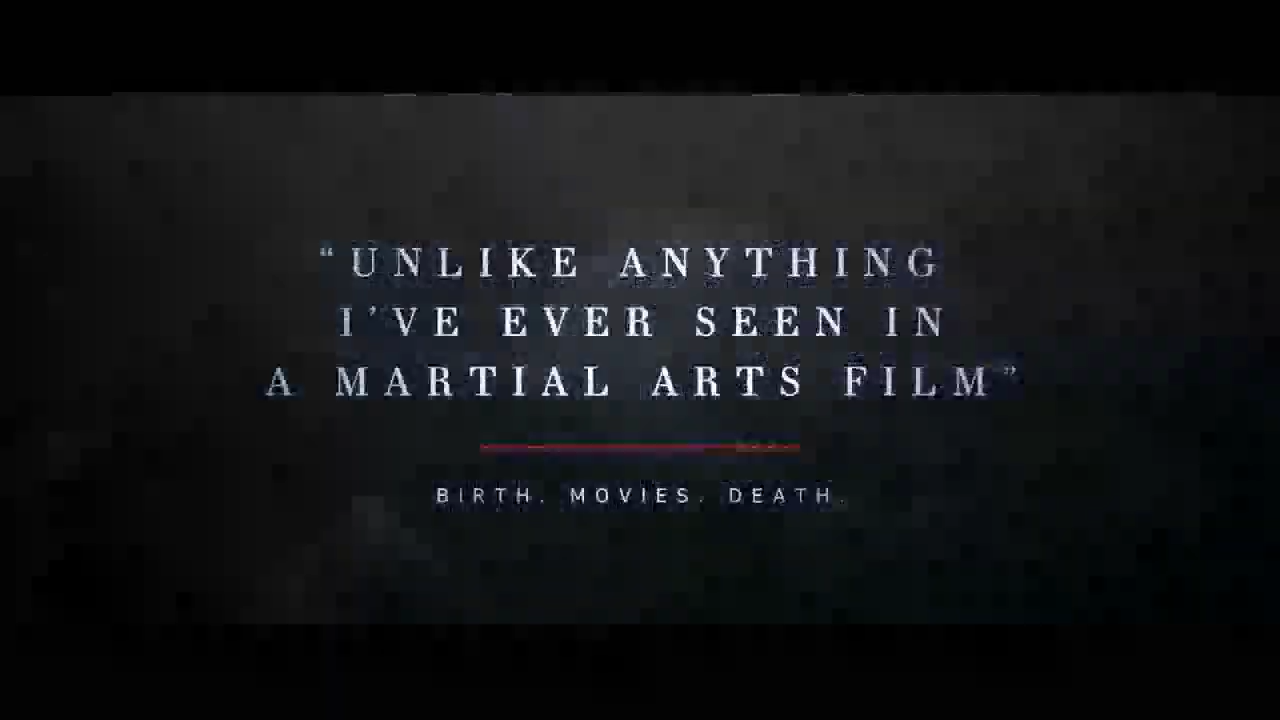 “UNLIKE ANYTHING
I’VE EVER SEEN IN
A MARTIAL ARTS FILM”
BIRTH. MOVIES. DEATH.